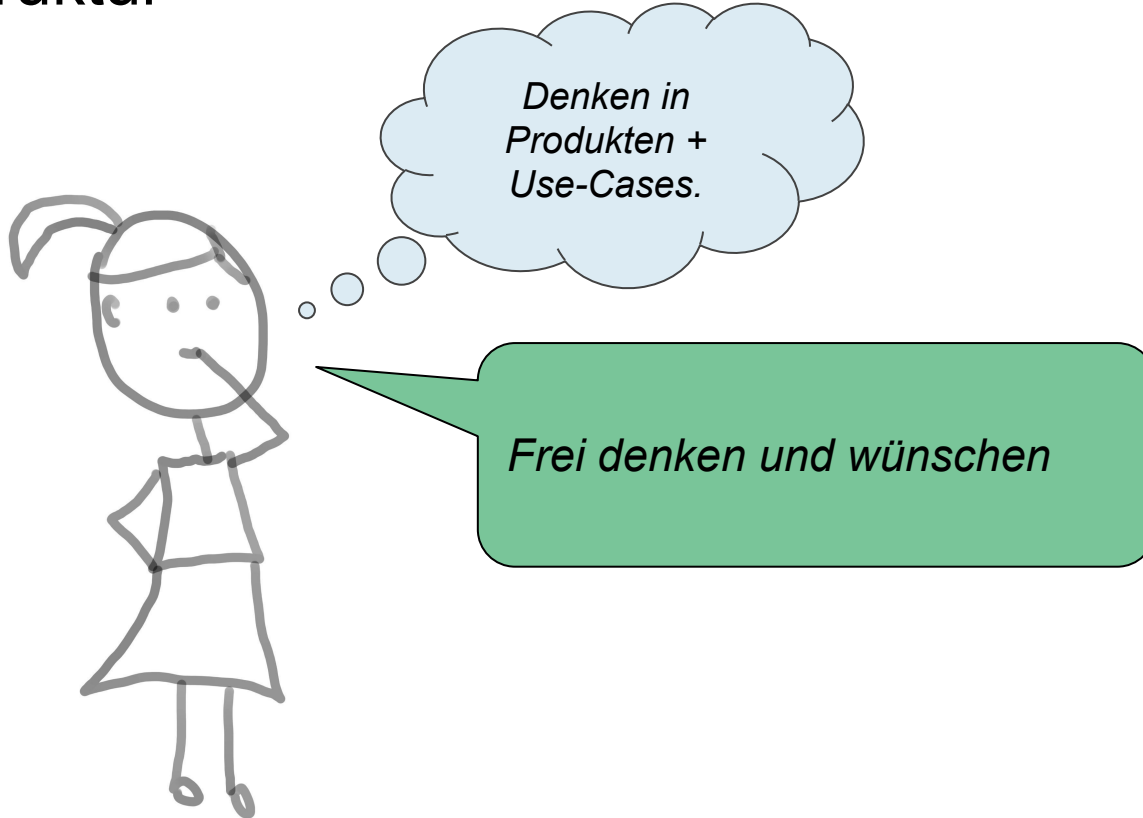 Denken in
Produkten +
Use-Cases.
Frei denken und wünschen